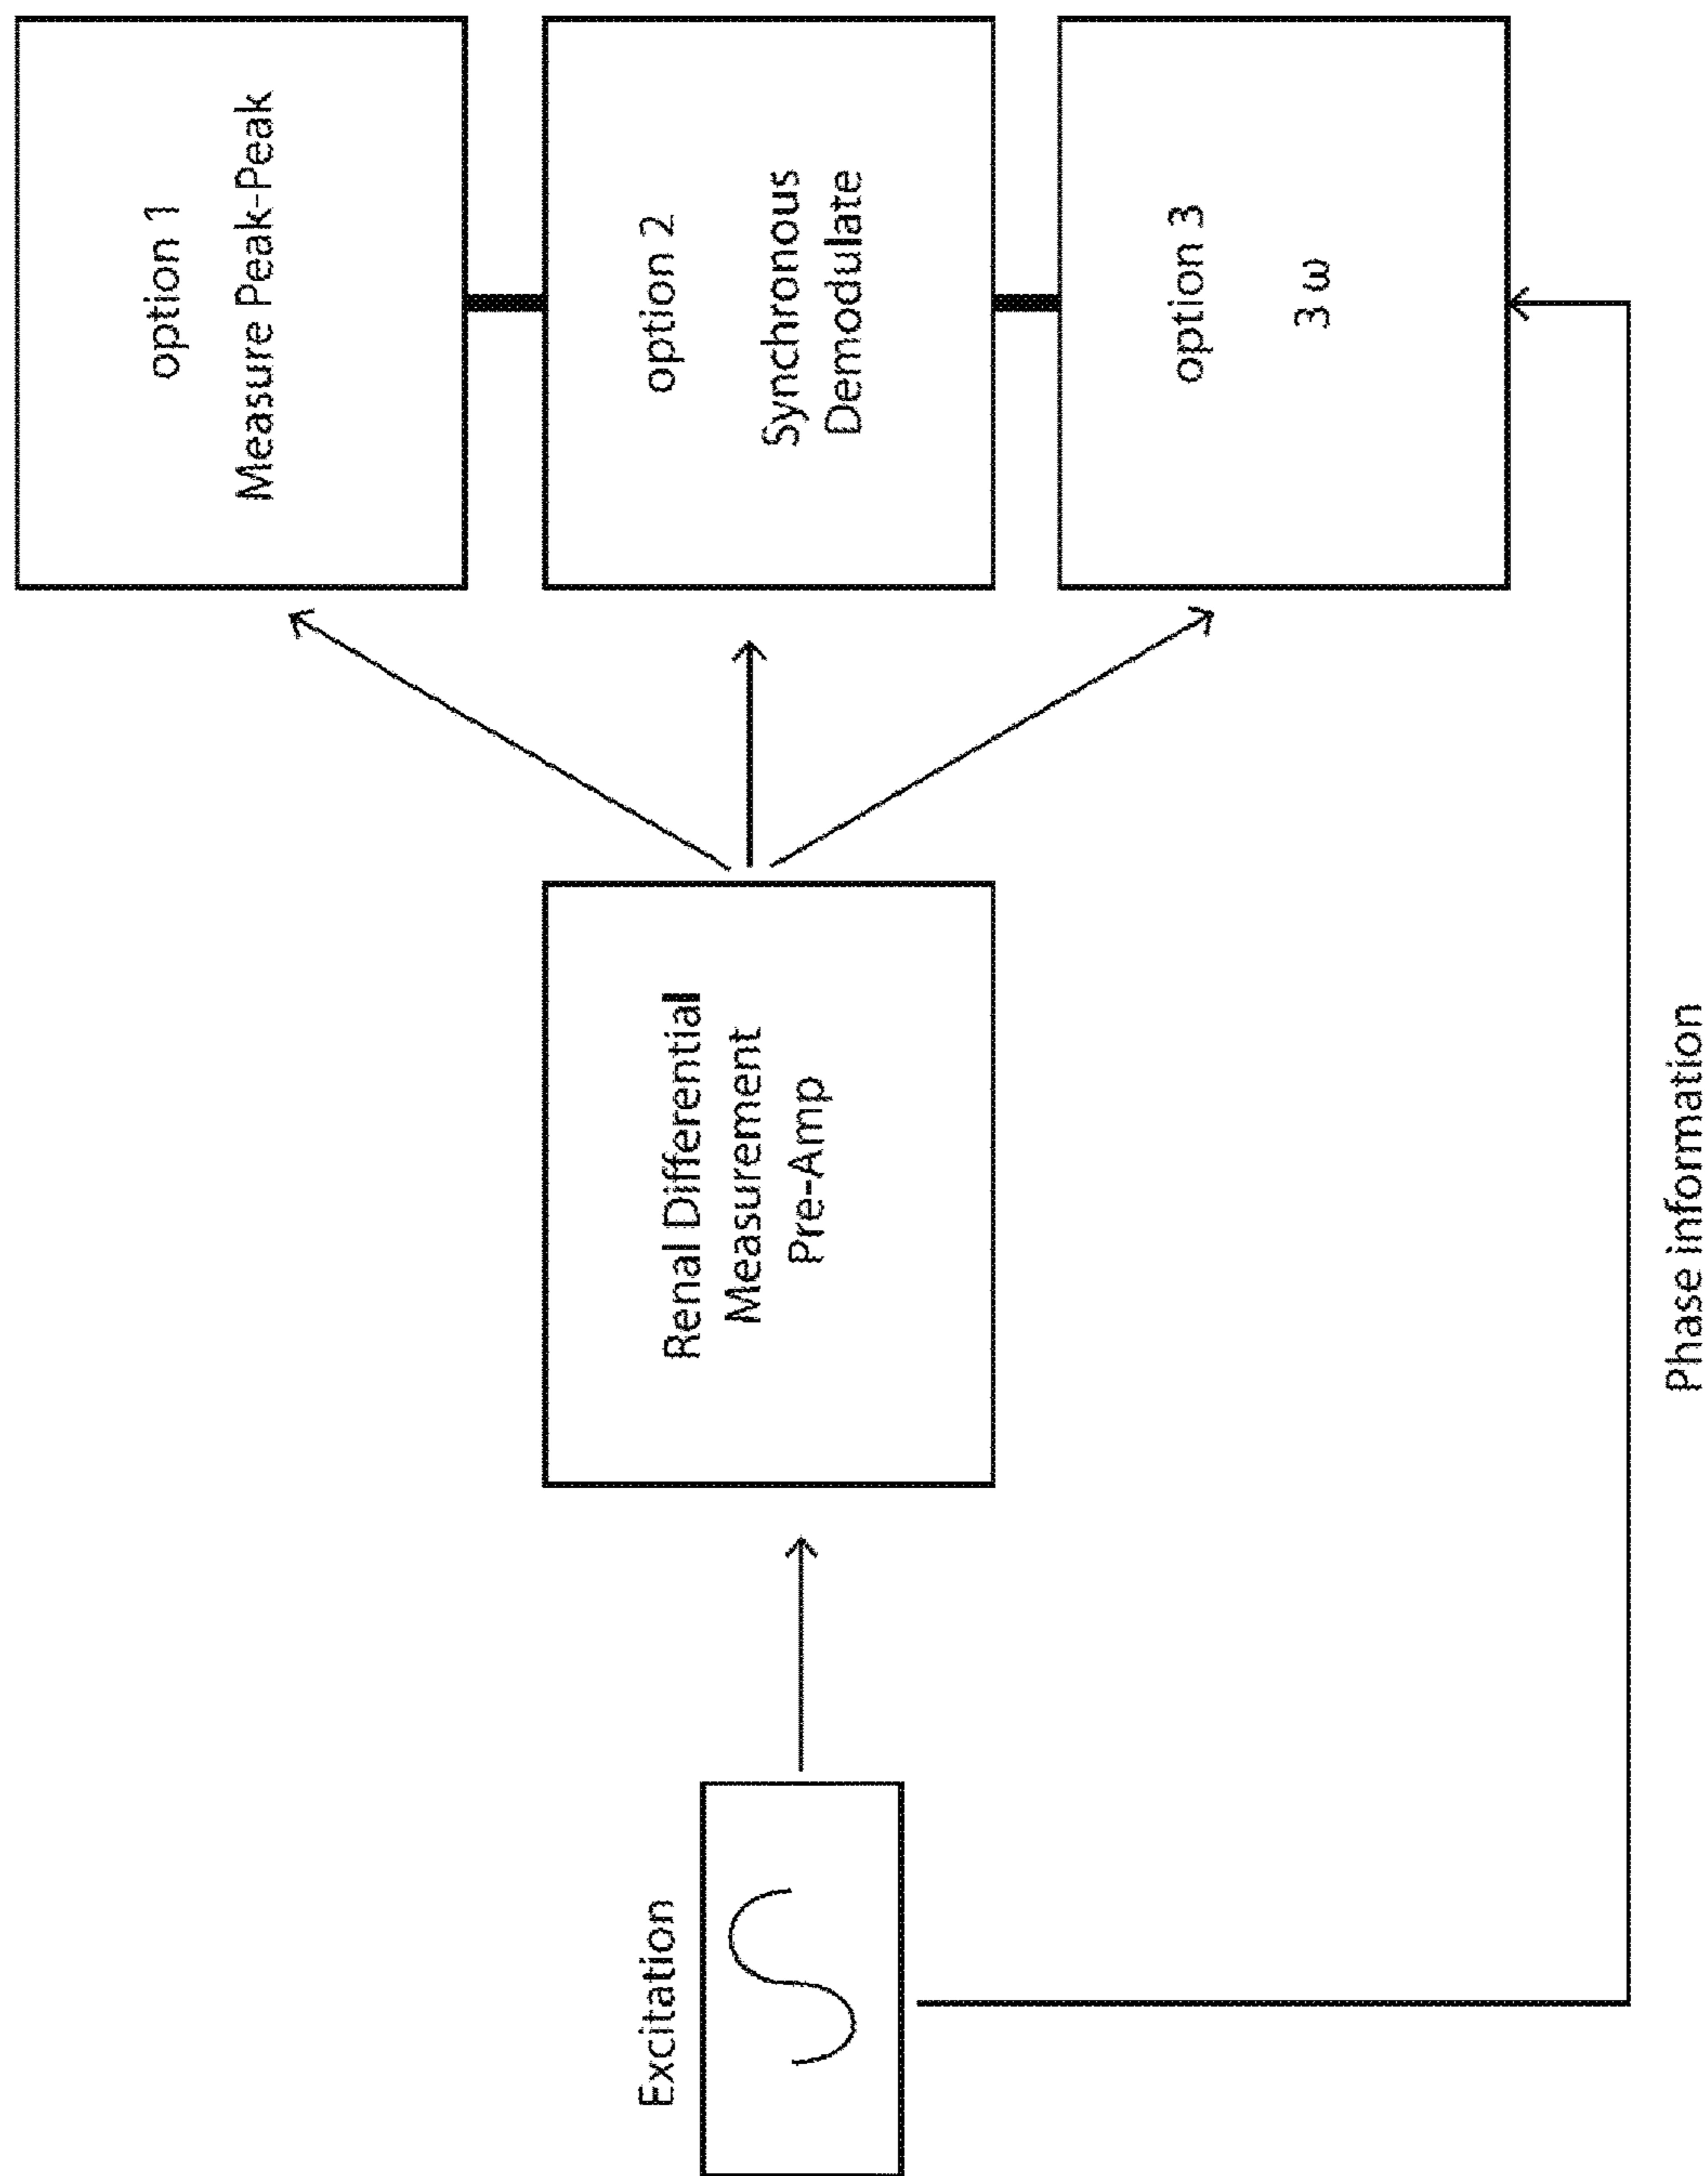 Excitation
Renal Differential
Measurement
Pre-Amp
option 1
Measure Peak-Peak
option 2
Synchronous
Demodulate
option 3
3 ω
Phase information